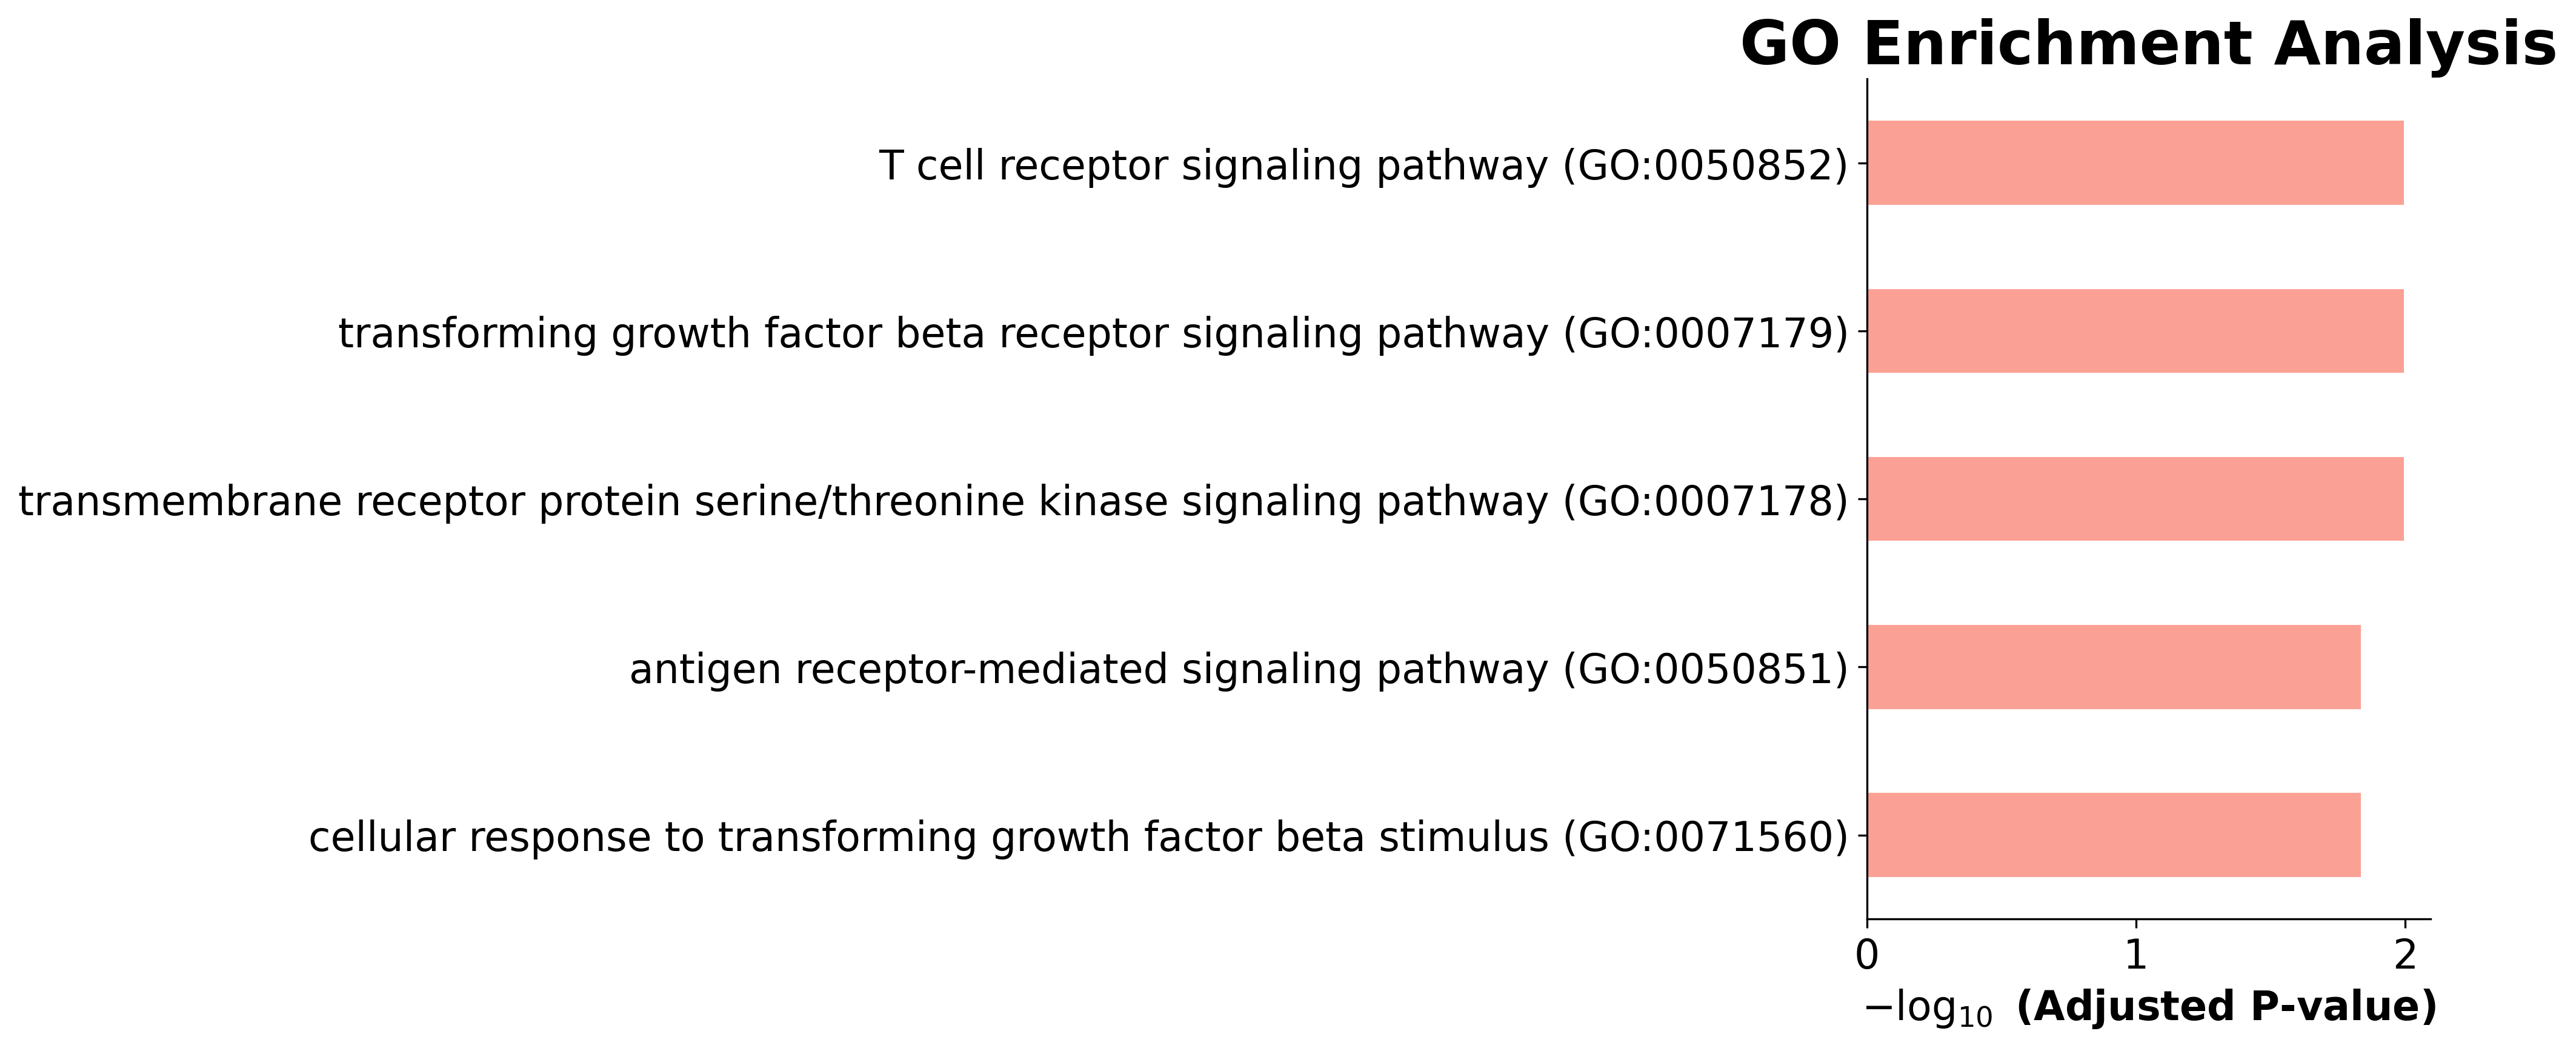 GO Enrichment Analysis
T cell receptor signaling pathway (GO:0050852)
transforming growth factor beta receptor signaling pathway (GO:0007179)
transmembrane receptor protein serine/threonine kinase signaling pathway (GO:0007178)
antigen receptor-mediated signaling pathway (GO:0050851)
cellular response to transforming growth factor beta stimulus (GO:0071560)
0 1 2
−log₁₀ (Adjusted P-value)